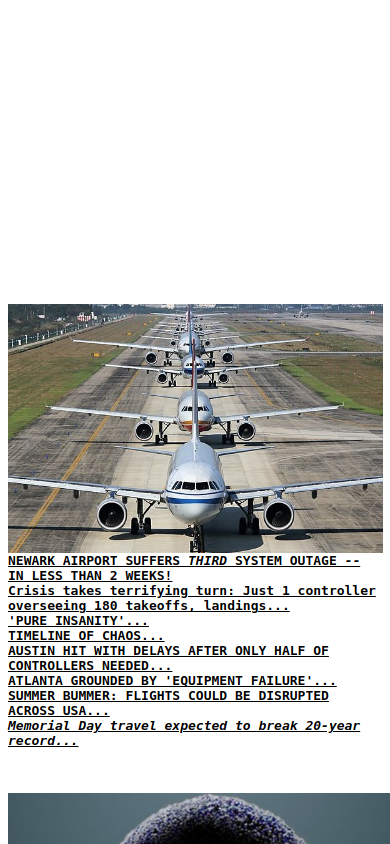 NEWARK AIRPORT SUFFERS THIRD SYSTEM OUTAGE --
IN LESS THAN 2 WEEKS!
Crisis takes terrifying turn: Just 1 controller
overseeing 180 takeoffs, landings...
'PURE INSANITY'...
TIMELINE OF CHAOS...
AUSTIN HIT WITH DELAYS AFTER ONLY HALF OF
CONTROLLERS NEEDED...
ATLANTA GROUNDED BY 'EQUIPMENT FAILURE'...
SUMMER BUMMER: FLIGHTS COULD BE DISRUPTED
ACROSS USA...
Memorial Day travel expected to break 20-year
record...